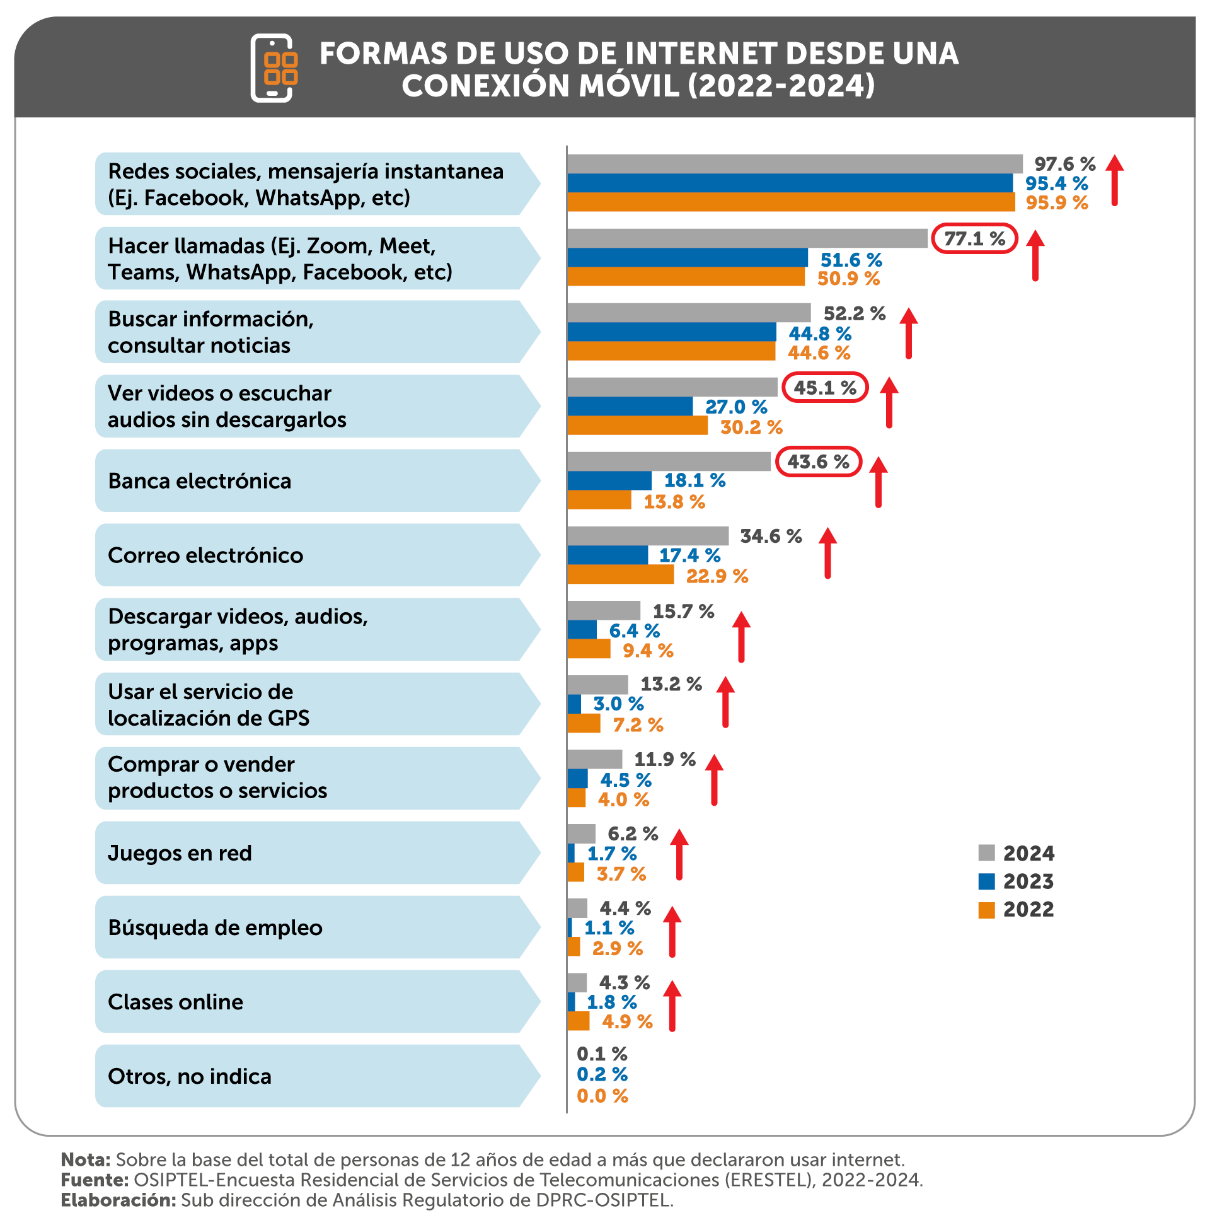 FORMAS DE USO DE INTERNET DESDE UNA
CONEXIÓN MÓVIL (2022-2024)
Redes sociales, mensajería instantanea
(Ej. Facebook, WhatsApp, etc)
97.6 %
95.4 %
95.9 %
Hacer llamadas (Ej. Zoom, Meet,
Teams, WhatsApp, Facebook, etc)
77.1 %
51.6 %
50.9 %
Buscar información,
consultar noticias
52.2 %
44.8 %
44.6 %
Ver videos o escuchar
audios sin descargarlos
45.1 %
27.0 %
30.2 %
Banca electrónica
43.6 %
18.1 %
13.8 %
Correo electrónico
34.6 %
17.4 %
22.9 %
Descargar videos, audios,
programas, apps
15.7 %
6.4 %
9.4 %
Usar el servicio de
localización de GPS
13.2 %
3.0 %
7.2 %
Comprar o vender
productos o servicios
11.9 %
4.5 %
4.0 %
Juegos en red
6.2 %
1.7 %
3.7 %
Búsqueda de empleo
4.4 %
1.1 %
2.9 %
Clases online
4.3 %
1.8 %
4.9 %
Otros, no indica
0.1 %
0.2 %
0.0 %
2024
2023
2022
Nota: Sobre la base del total de personas de 12 años de edad a más que declararon usar internet.
Fuente: OSIPTEL-Encuesta Residencial de Servicios de Telecomunicaciones (ERESTEL), 2022-2024.
Elaboración: Sub dirección de Análisis Regulatorio de DPRC-OSIPTEL.